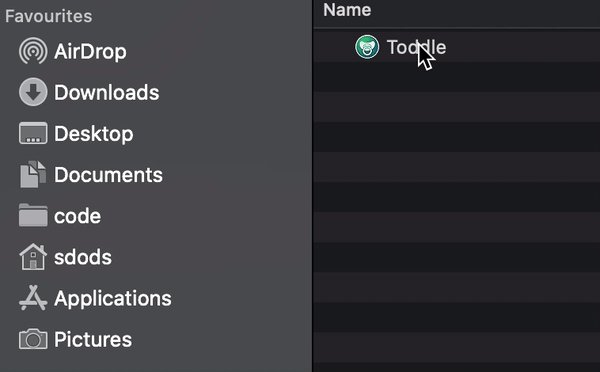 Favourites
AirDrop
Downloads
Desktop
Documents
code
sdods
Applications
Pictures
Name
Toddle